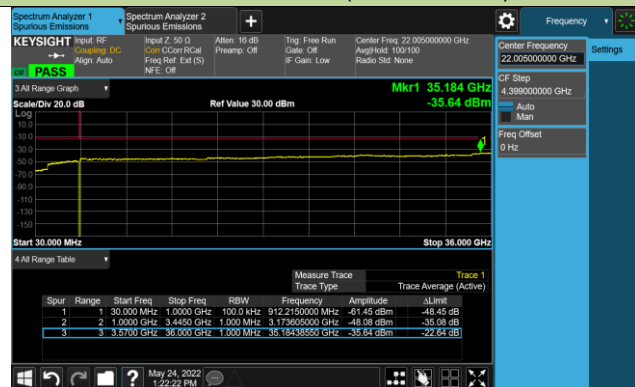 Spectrum Analyzer 1
Spurious Emissions
Spectrum Analyzer 2
Spurious Emissions
Frequency
KEYSIGHT
Input: RF
Coupling: DC
Align: Auto
Input Z: 50 Ω
Corr CCorr RCal
Freq Ref: Ext (S)
NFE: Off
Atten: 16 dB
Preamp: Off
Trig: Free Run
Gate: Off
IF Gain: Low
Center Freq: 22.005000000 GHz
Avg|Hold: 100/100
Radio Std: None
PASS
Center Frequency
22.005000000 GHz
Settings
CF Step
4.399000000 GHz
Auto
Man
Freq Offset
0 Hz
3 All Range Graph
Mkr1 35.184 GHz
Scale/Div 20.0 dB
Ref Value 30.00 dBm
-35.64 dBm
Log
10.0
-10.0
-30.0
-50.0
-70.0
-90.0
-110
-130
-150
1
Start 30.000 MHz
Stop 36.000 GHz
4 All Range Table
Measure Trace Trace 1
Trace Type Trace Average (Active)
Spur Range Start Freq Stop Freq RBW Frequency Amplitude ΔLimit
1 1 30.000 MHz 1.0000 GHz 100.0 kHz 912.2150000 MHz -61.45 dBm -48.45 dB
2 2 1.0000 GHz 3.4450 GHz 1.000 MHz 3.173605000 GHz -48.08 dBm -35.08 dB
3 3 3.5700 GHz 36.000 GHz 1.000 MHz 35.18438550 GHz -35.64 dBm -22.64 dB
May 24, 2022
1:22:22 PM